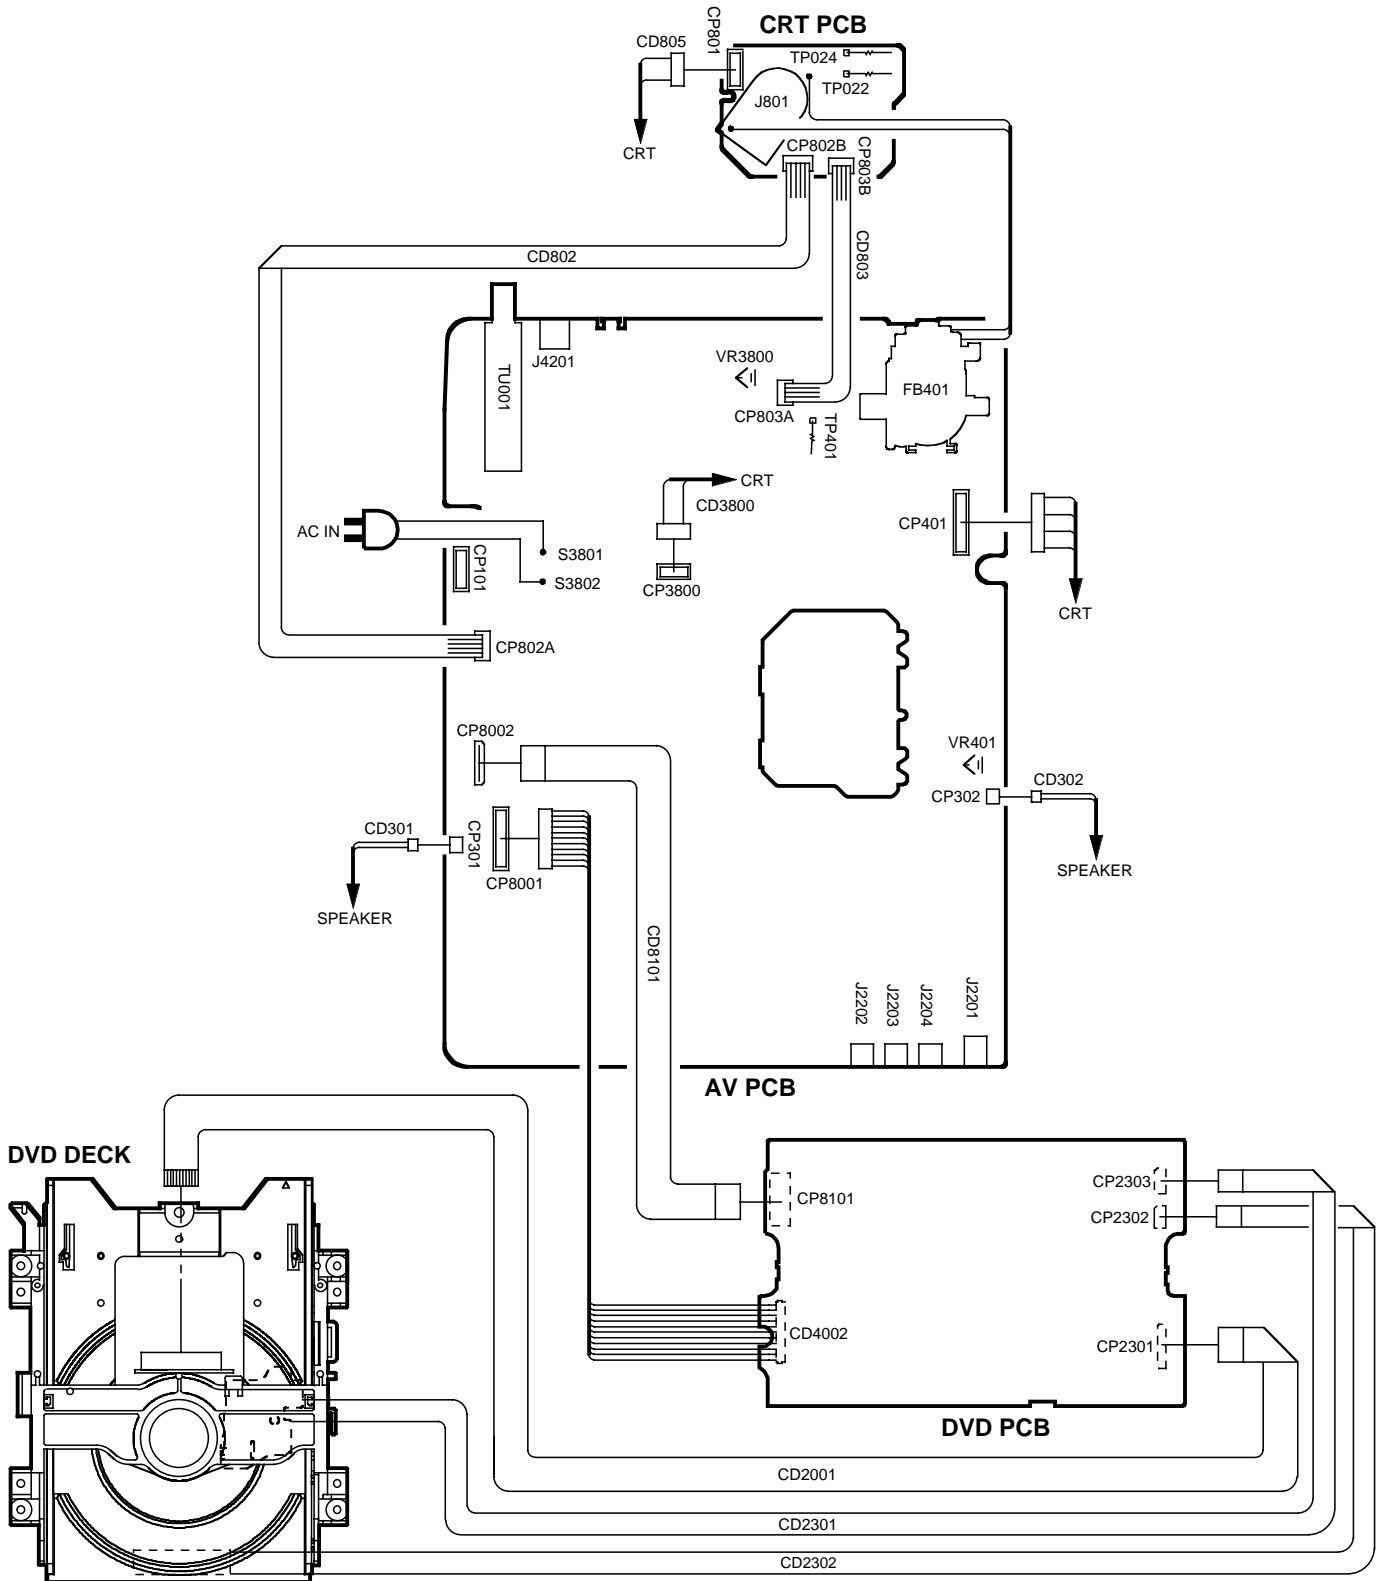 CRT PCB
CP801
CD805
TP024
TP022
J801
CRT
CP802B
CP803B
CD802
CD803
TU001
J4201
VR3800
CP803A
TP401
FB401
CRT
CD3800
CP3800
CP401
CRT
AC IN
CP101
S3801
S3802
CP802A
CP8002
VR401
CD302
CP302
SPEAKER
CD301
CP301
CP8001
SPEAKER
CD8101
J2202
J2203
J2204
J2201
AV PCB
DVD DECK
CP8101
CP2303
CP2302
CD4002
CP2301
DVD PCB
CD2001
CD2301
CD2302